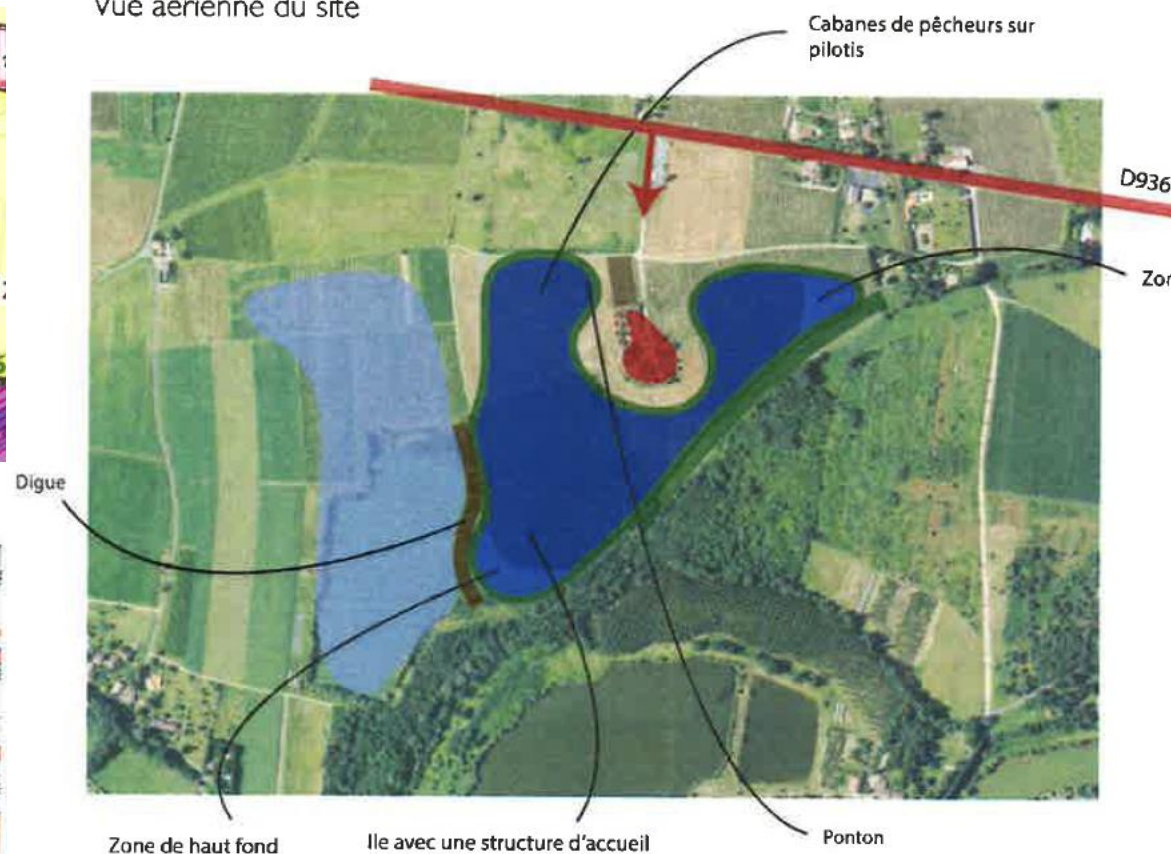 Vue aérienne du site
Cabanes de pêcheurs sur
pilotis
D936
Digue
Zone de haut fond
Ile avec une structure d'accueil
Ponton